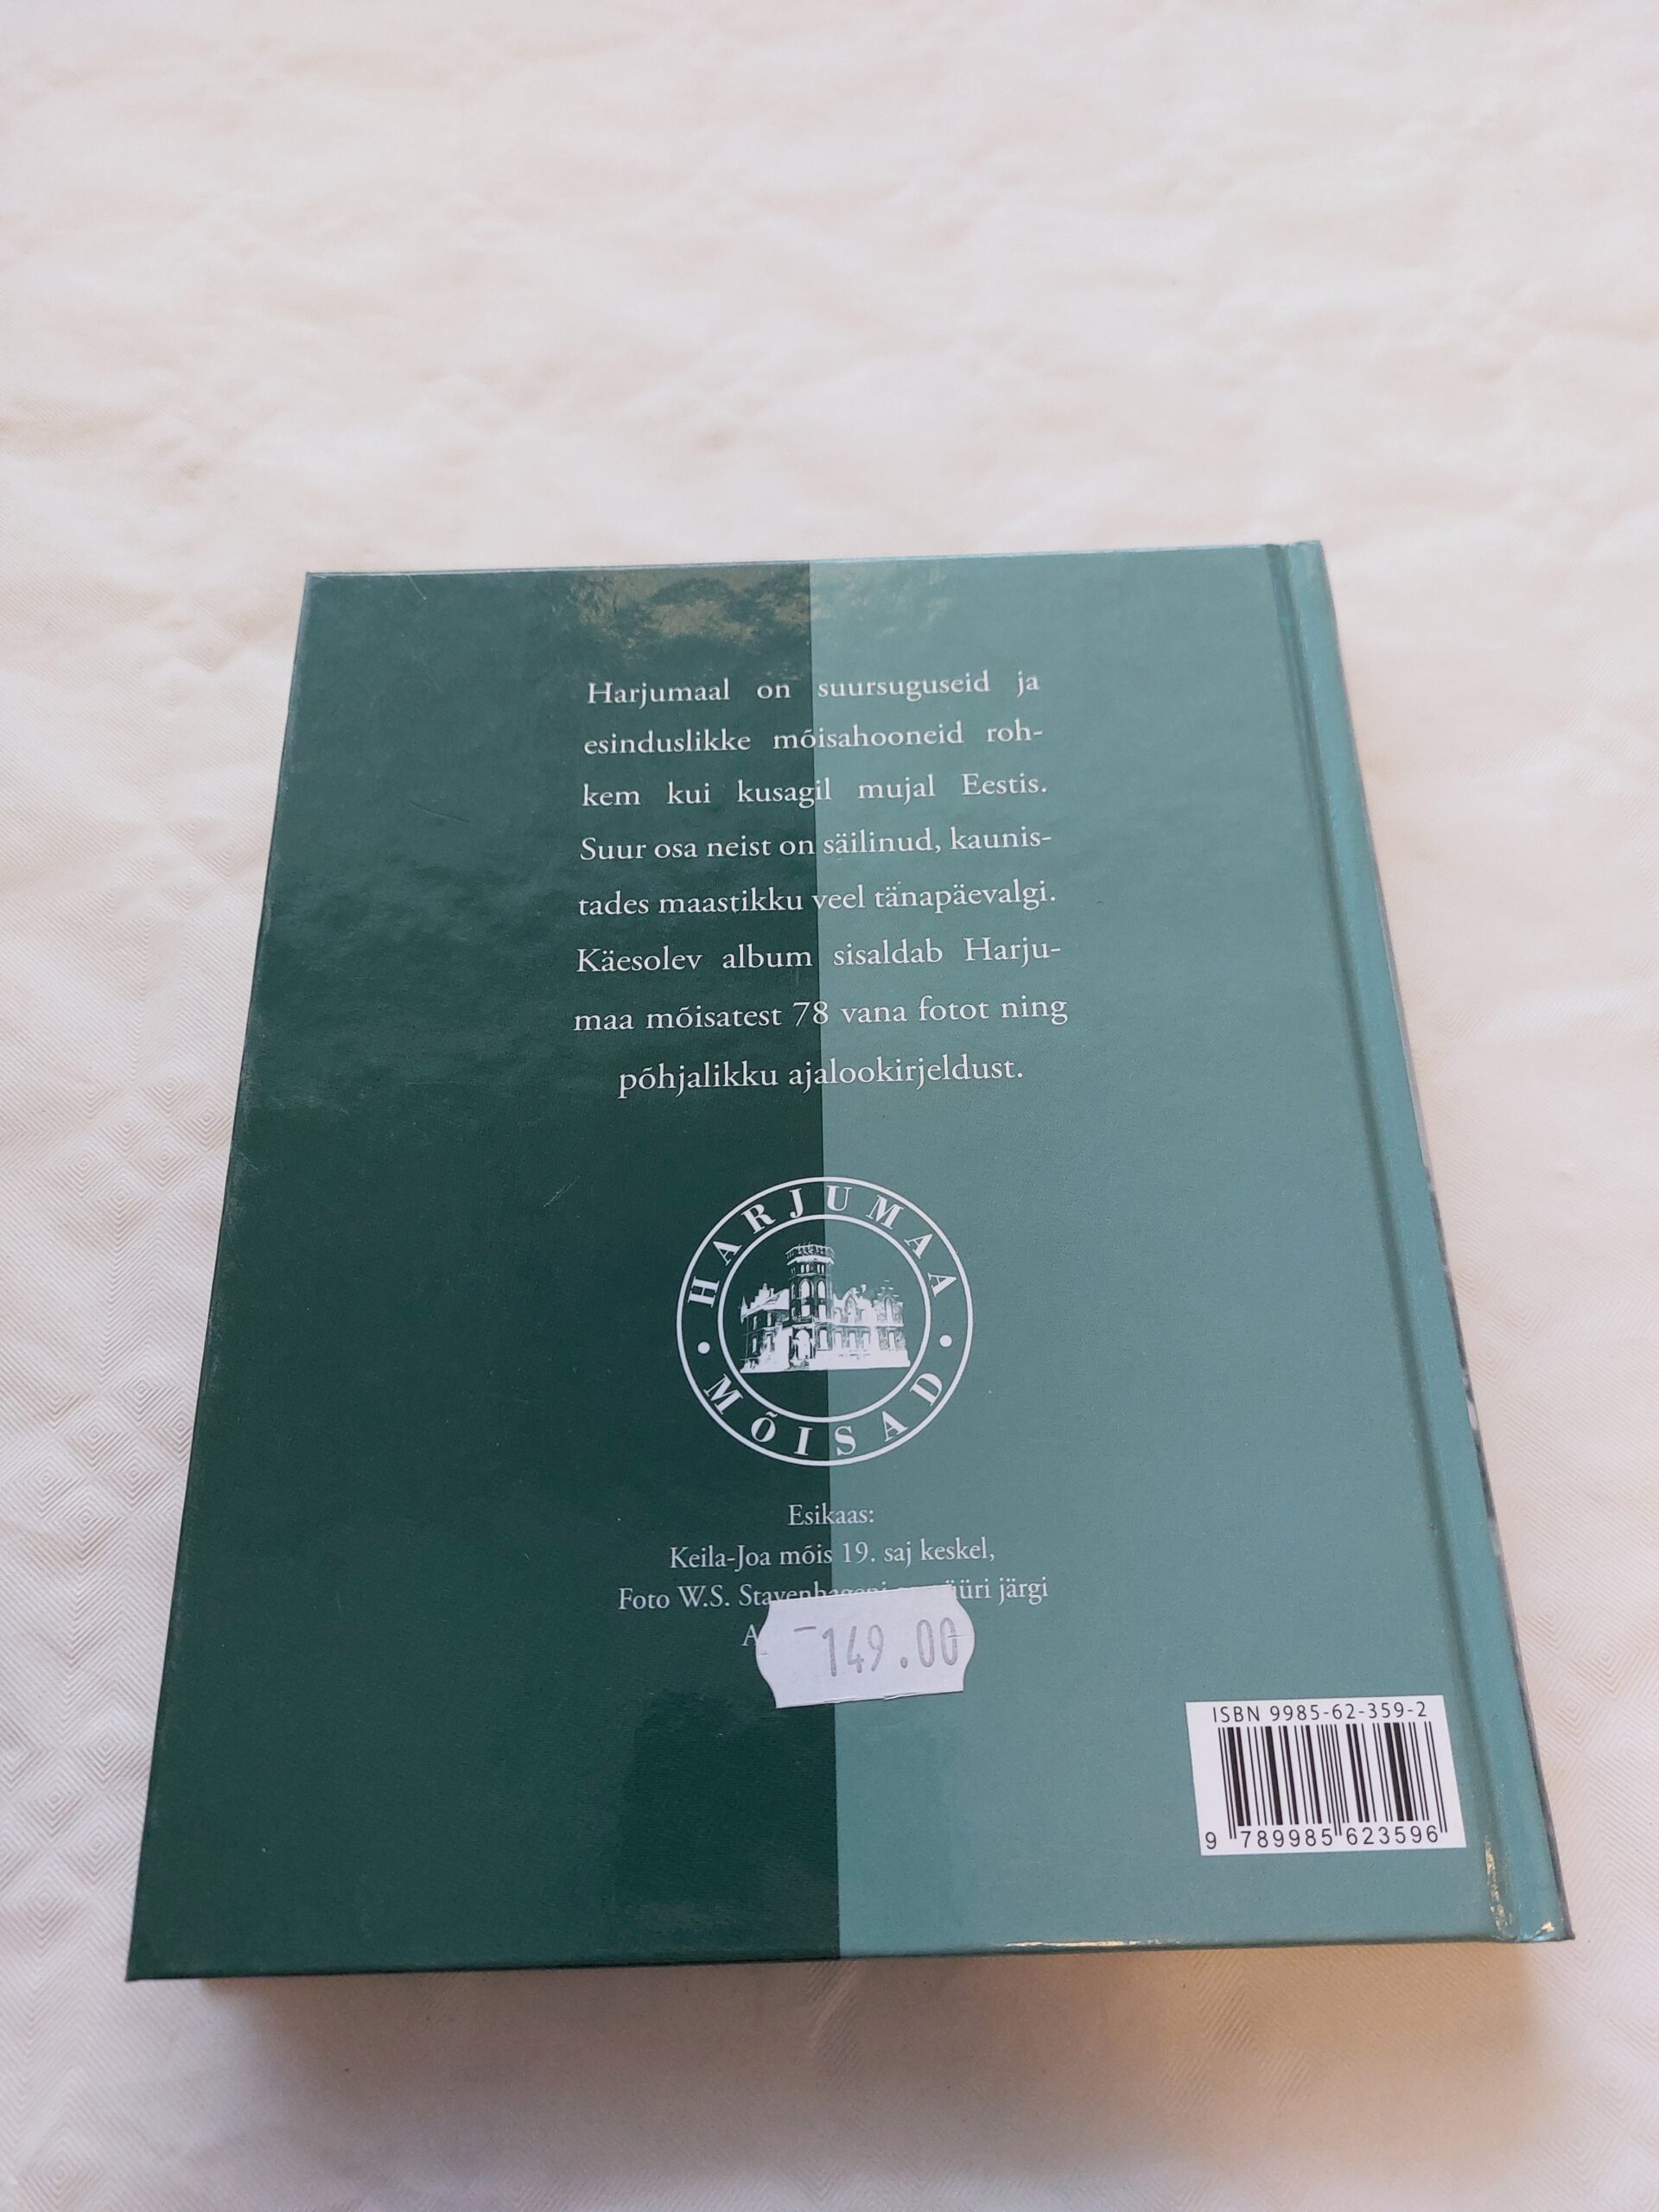 Harjumaal on suursuguseid ja
esinduslikke mõisahooneid roh-
kem kui kusagil mujal Eestis.
Suur osa neist on säilinud, kaunis-
tades maastikku veel tänapäevalgi.
Käesolev album sisaldab Harju-
maa mõisatest 78 vana fotot ning
põhjalikku ajalookirjeldust.
HARJUMAA
MÕISAD
Esikaas:
Keila-Joa mõis 19. saj keskel,
Foto W.S. järgi
149.00
ISBN 9985-62-359-2
9 789985 623596